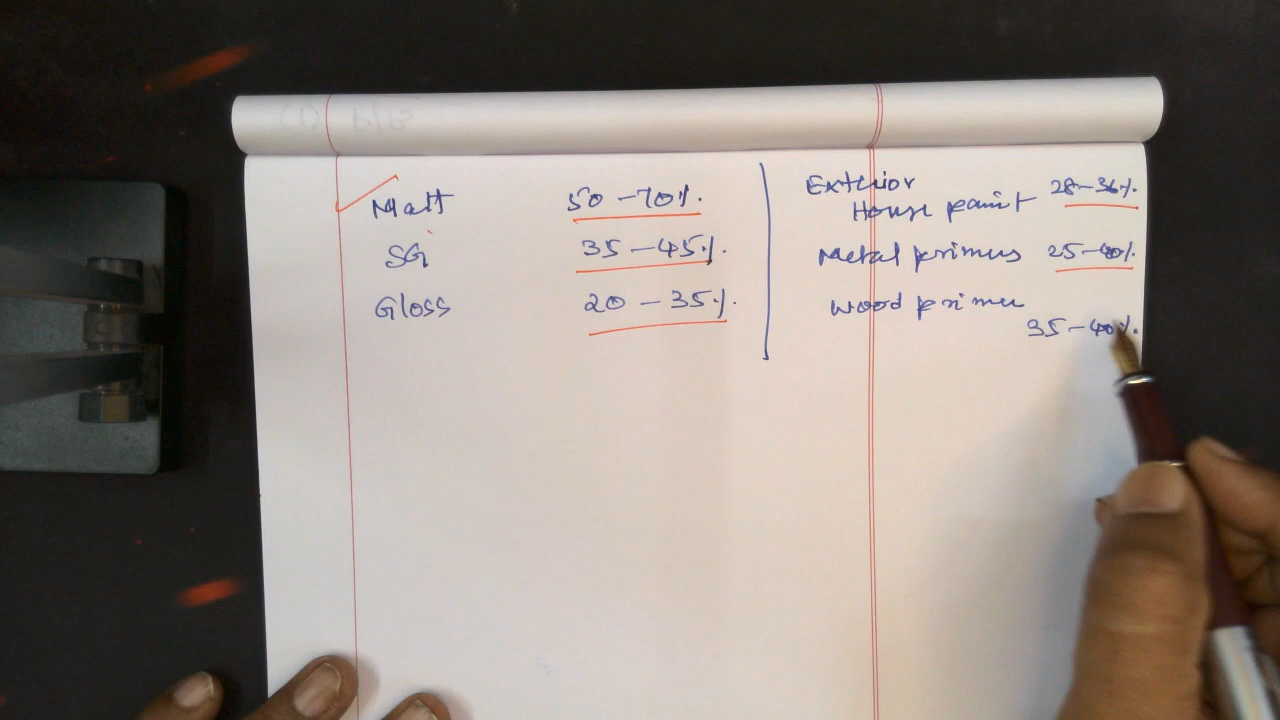 Matt 50-70%.
SG 35-45%.
Gloss 20-35%.
Exterior
House paint 28-36%.
Metal primers 25-40%.
Wood primer
35-40%.